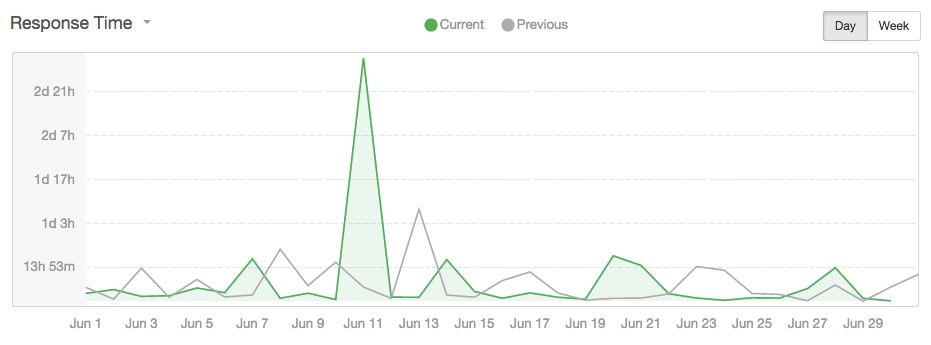 Response Time
Current Previous
Day Week
2d 21h
2d 7h
1d 17h
1d 3h
13h 53m
Jun 1 Jun 3 Jun 5 Jun 7 Jun 9 Jun 11 Jun 13 Jun 15 Jun 17 Jun 19 Jun 21 Jun 23 Jun 25 Jun 27 Jun 29